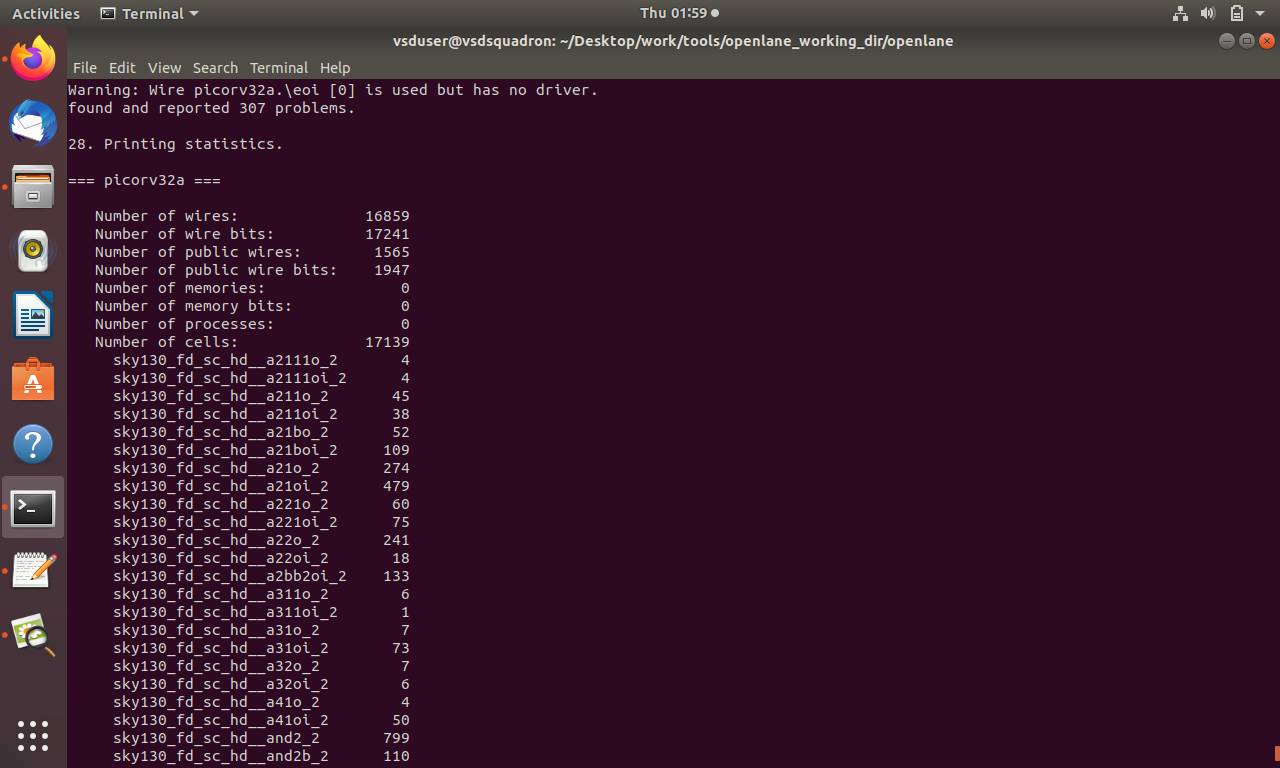 Activities Terminal Thu 01:59
vsduser@vsdsquadron: ~/Desktop/work/tools/openlane_working_dir/openlane
File Edit View Search Terminal Help
Warning: Wire picorv32a.\eoi [0] is used but has no driver.
found and reported 307 problems.
28. Printing statistics.
=== picorv32a ===
Number of wires: 16859
Number of wire bits: 17241
Number of public wires: 1565
Number of public wire bits: 1947
Number of memories: 0
Number of memory bits: 0
Number of processes: 0
Number of cells: 17139
sky130_fd_sc_hd__a2111o_2 4
sky130_fd_sc_hd__a2111oi_2 4
sky130_fd_sc_hd__a211o_2 45
sky130_fd_sc_hd__a211oi_2 38
sky130_fd_sc_hd__a21bo_2 52
sky130_fd_sc_hd__a21boi_2 109
sky130_fd_sc_hd__a21o_2 274
sky130_fd_sc_hd__a21oi_2 479
sky130_fd_sc_hd__a221o_2 60
sky130_fd_sc_hd__a221oi_2 75
sky130_fd_sc_hd__a22o_2 241
sky130_fd_sc_hd__a22oi_2 18
sky130_fd_sc_hd__a2bb2oi_2 133
sky130_fd_sc_hd__a311o_2 6
sky130_fd_sc_hd__a311oi_2 1
sky130_fd_sc_hd__a31o_2 7
sky130_fd_sc_hd__a31oi_2 73
sky130_fd_sc_hd__a32o_2 7
sky130_fd_sc_hd__a32oi_2 6
sky130_fd_sc_hd__a41o_2 4
sky130_fd_sc_hd__a41oi_2 50
sky130_fd_sc_hd__and2_2 799
sky130_fd_sc_hd__and2b_2 110